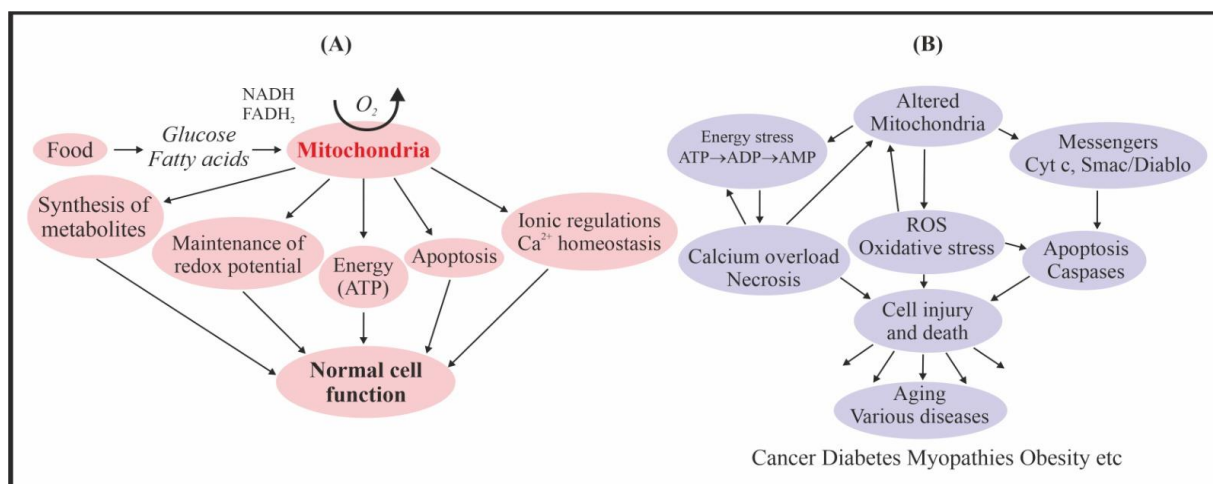 (A)
NADH
FADH₂
O₂
Food
Glucose
Fatty acids
Mitochondria
Synthesis of
metabolites
Maintenance of
redox potential
Energy
(ATP)
Apoptosis
Ionic regulations
Ca²⁺ homeostasis
Normal cell
function
(B)
Altered
Mitochondria
Energy stress
ATP→ADP→AMP
Messengers
Cyt c, Smac/Diablo
Calcium overload
Necrosis
ROS
Oxidative stress
Apoptosis
Caspases
Cell injury
and death
Aging
Various diseases
Cancer Diabetes Myopathies Obesity etc